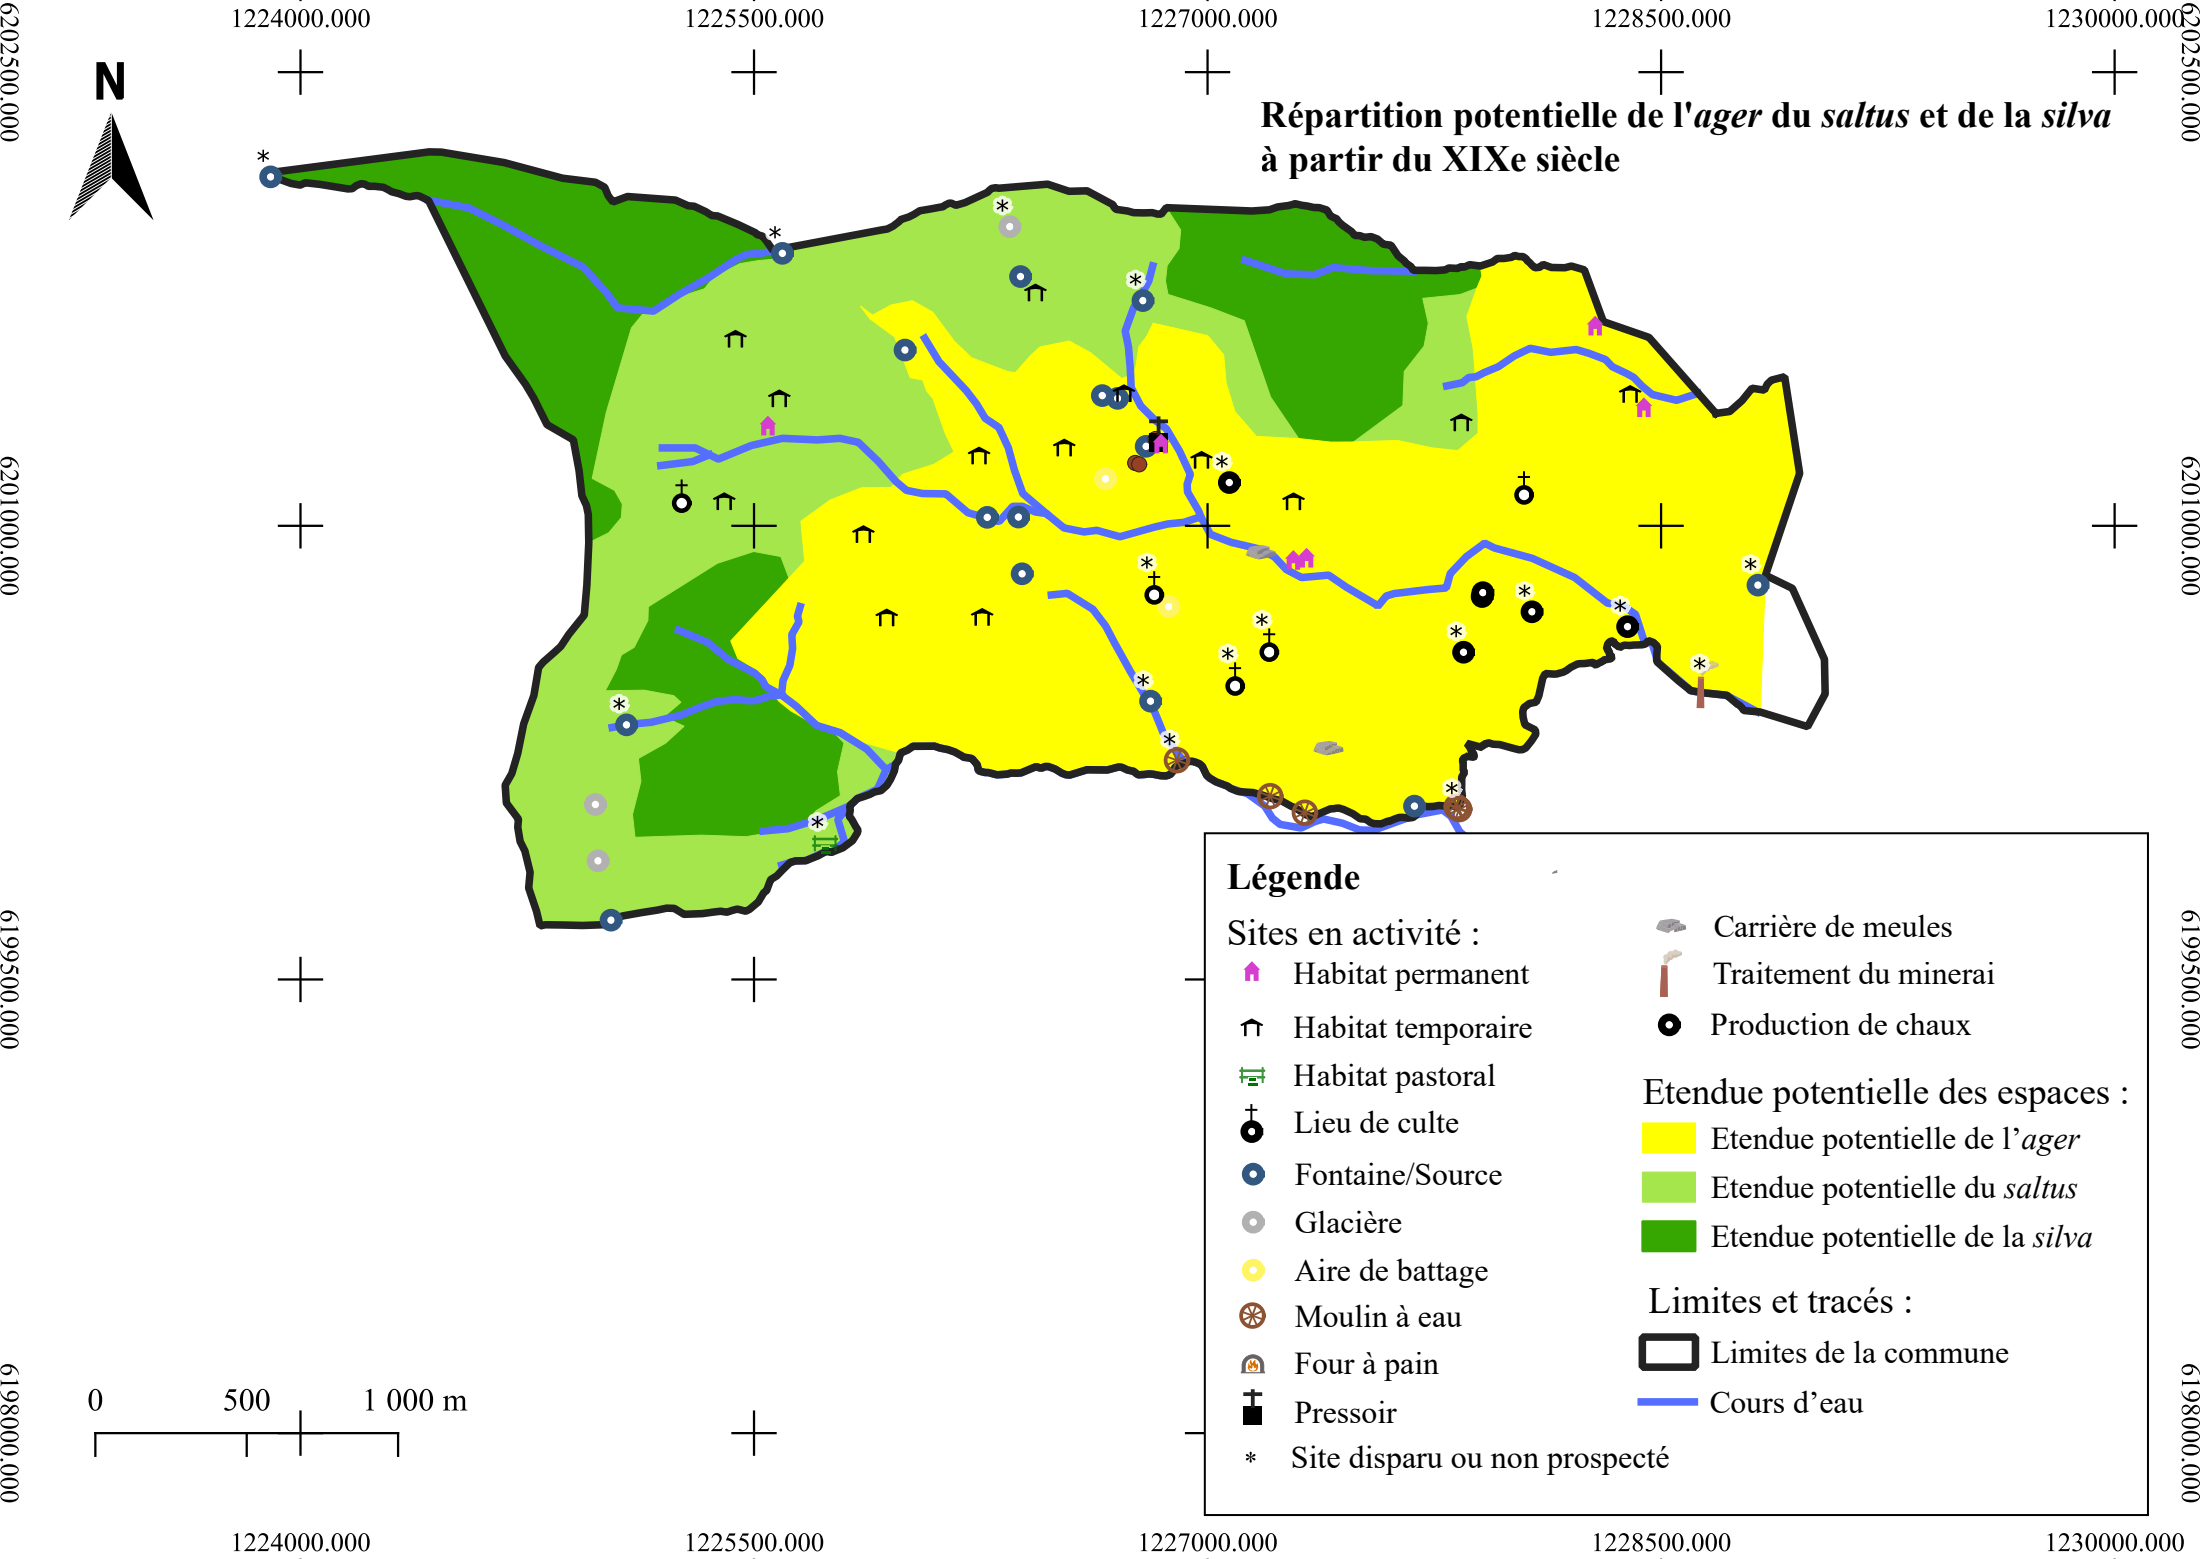 1224000.000 1225500.000 1227000.000 1228500.000 1230000.000
6202500.000 6202500.000
N
Répartition potentielle de l'ager du saltus et de la silva
à partir du XIXe siècle
* * * * * * * * * * * * * * * * * * * *
6201000.000 6201000.000
6199500.000 6199500.000
6198000.000 6198000.000
Légende
Sites en activité :
Habitat permanent
Habitat temporaire
Habitat pastoral
Lieu de culte
Fontaine/Source
Glacière
Aire de battage
Moulin à eau
Four à pain
Pressoir
* Site disparu ou non prospecté
Carrière de meules
Traitement du minerai
Production de chaux
Etendue potentielle des espaces :
Etendue potentielle de l’ager
Etendue potentielle du saltus
Etendue potentielle de la silva
Limites et tracés :
Limites de la commune
Cours d’eau
0 500 1 000 m
1224000.000 1225500.000 1227000.000 1228500.000 1230000.000